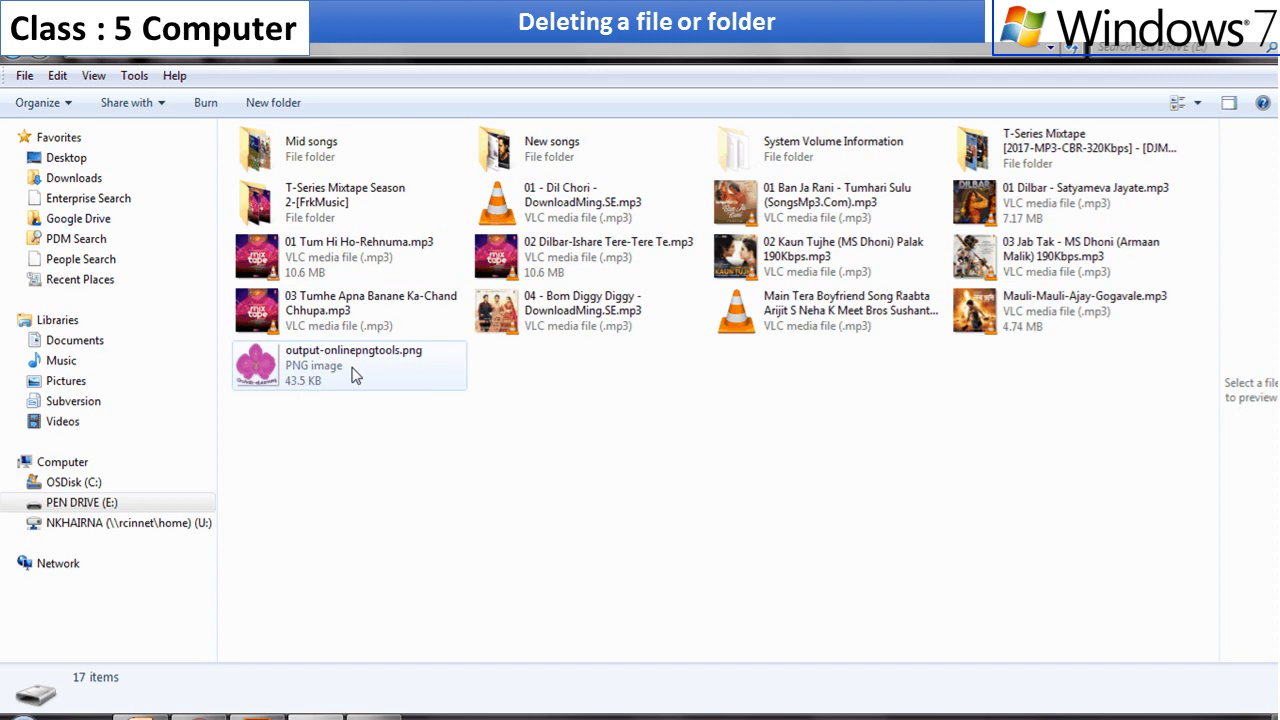 Class : 5 Computer
Deleting a file or folder
Windows 7
Search PEN DRIVE (E:)
File Edit View Tools Help
Organize Share with Burn New folder
Favorites
Desktop
Downloads
Enterprise Search
Google Drive
PDM Search
People Search
Recent Places
Libraries
Documents
Music
Pictures
Subversion
Videos
Computer
OSDisk (C:)
PEN DRIVE (E:)
NKHAIRNA (\\rcinnet\home) (U:)
Network
Mid songs
File folder
New songs
File folder
System Volume Information
File folder
T-Series Mixtape
[2017-MP3-CBR-320Kbps] - [DJM...
File folder
T-Series Mixtape Season
2-[FrkMusic]
File folder
01 - Dil Chori -
DownloadMing.SE.mp3
VLC media file (.mp3)
01 Ban Ja Rani - Tumhari Sulu
(SongsMp3.Com).mp3
VLC media file (.mp3)
01 Dilbar - Satyameva Jayate.mp3
VLC media file (.mp3)
7.17 MB
01 Tum Hi Ho-Rehnuma.mp3
VLC media file (.mp3)
10.6 MB
02 Dilbar-Ishare Tere-Tere Te.mp3
VLC media file (.mp3)
10.6 MB
02 Kaun Tujhe (MS Dhoni) Palak
190Kbps.mp3
VLC media file (.mp3)
03 Jab Tak - MS Dhoni (Armaan
Malik) 190Kbps.mp3
VLC media file (.mp3)
03 Tumhe Apna Banane Ka-Chand
Chhupa.mp3
VLC media file (.mp3)
04 - Bom Diggy Diggy -
DownloadMing.SE.mp3
VLC media file (.mp3)
Main Tera Boyfriend Song Raabta
Arijit S Neha K Meet Bros Sushant...
VLC media file (.mp3)
Mauli-Mauli-Ajay-Gogavale.mp3
VLC media file (.mp3)
4.74 MB
output-onlinepngtools.png
PNG image
43.5 KB
Select a file
to preview
17 items